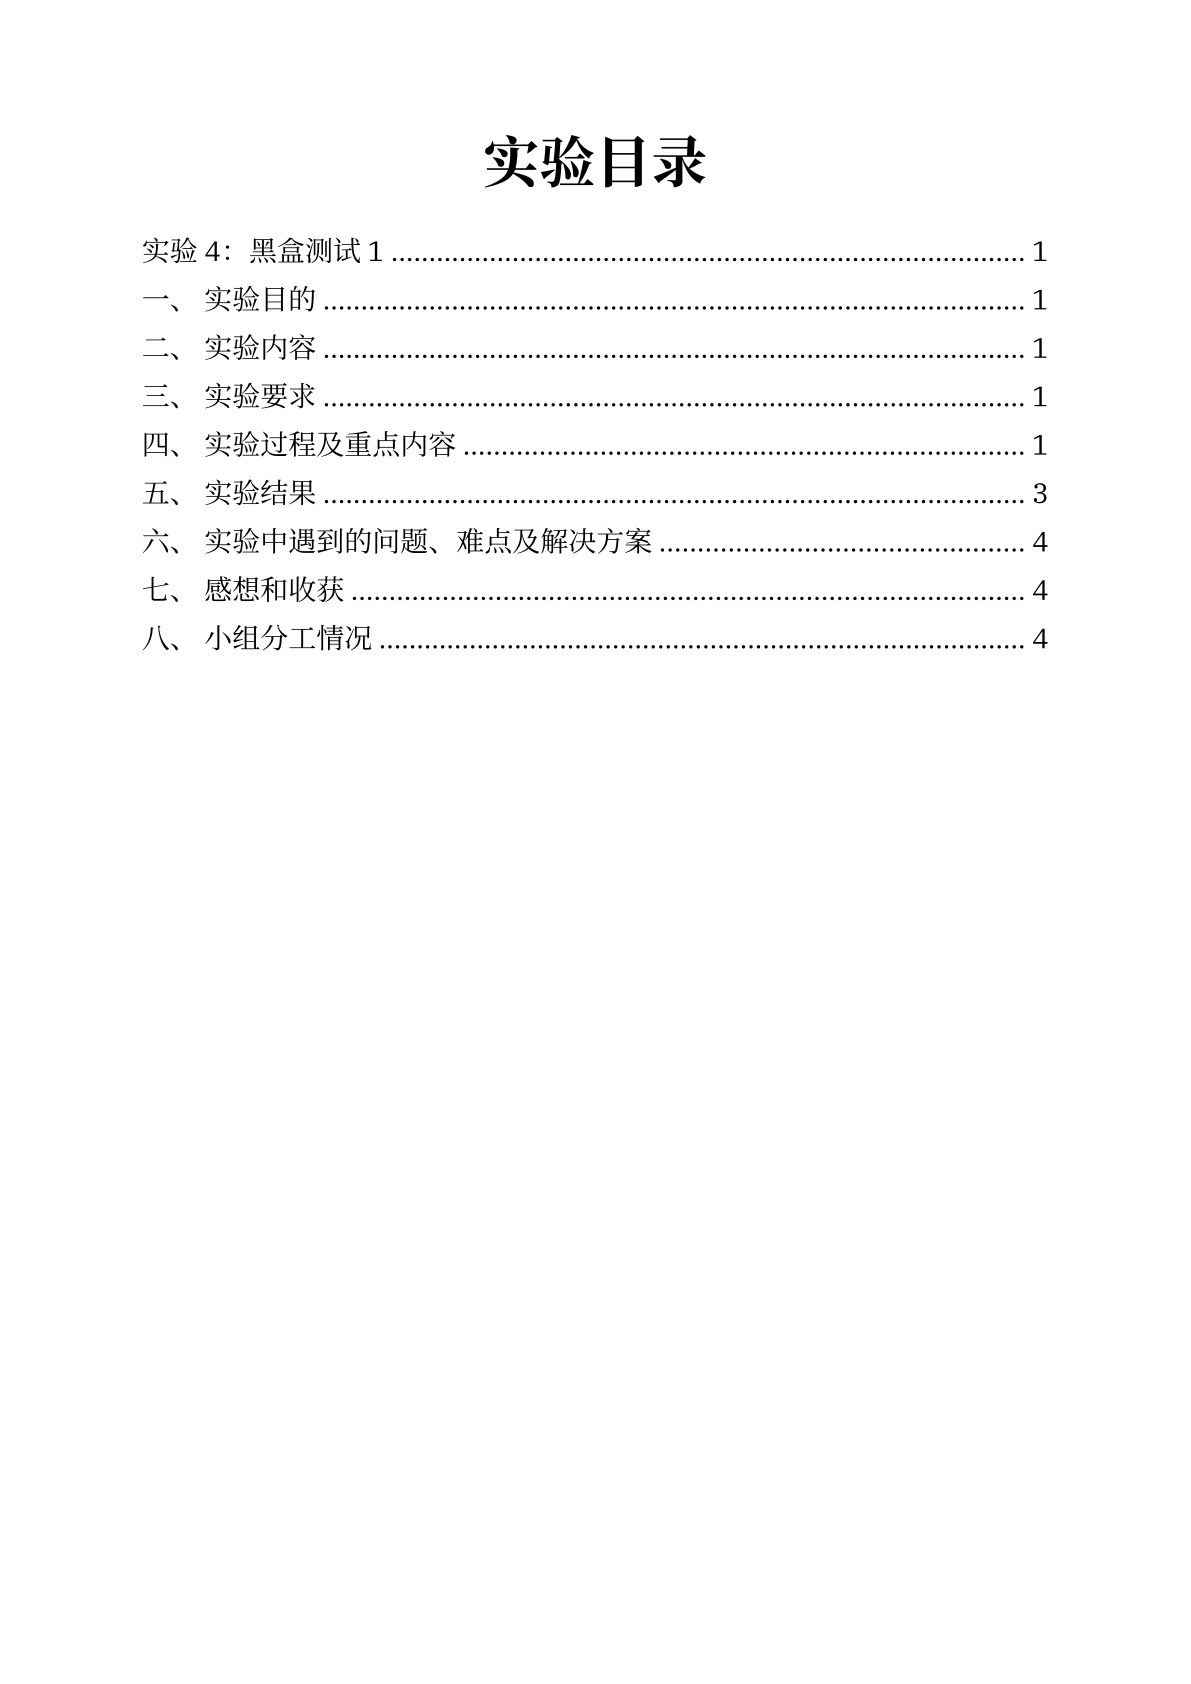 实验目录
实验 4：黑盒测试 1 ........................................................................................ 1
一、 实验目的 ................................................................................................. 1
二、 实验内容 ................................................................................................. 1
三、 实验要求 ................................................................................................. 1
四、 实验过程及重点内容 .............................................................................. 1
五、 实验结果 ................................................................................................. 3
六、 实验中遇到的问题、难点及解决方案 ................................................... 4
七、 感想和收获 ............................................................................................. 4
八、 小组分工情况 ......................................................................................... 4